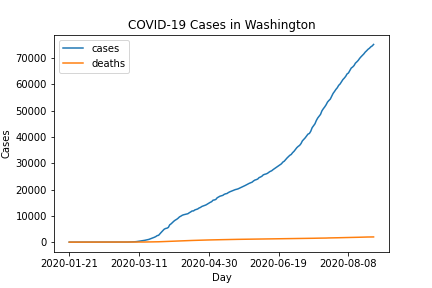 COVID-19 Cases in Washington
cases
deaths
70000
60000
50000
40000
30000
20000
10000
0
Cases
2020-01-21 2020-03-11 2020-04-30 2020-06-19 2020-08-08
Day